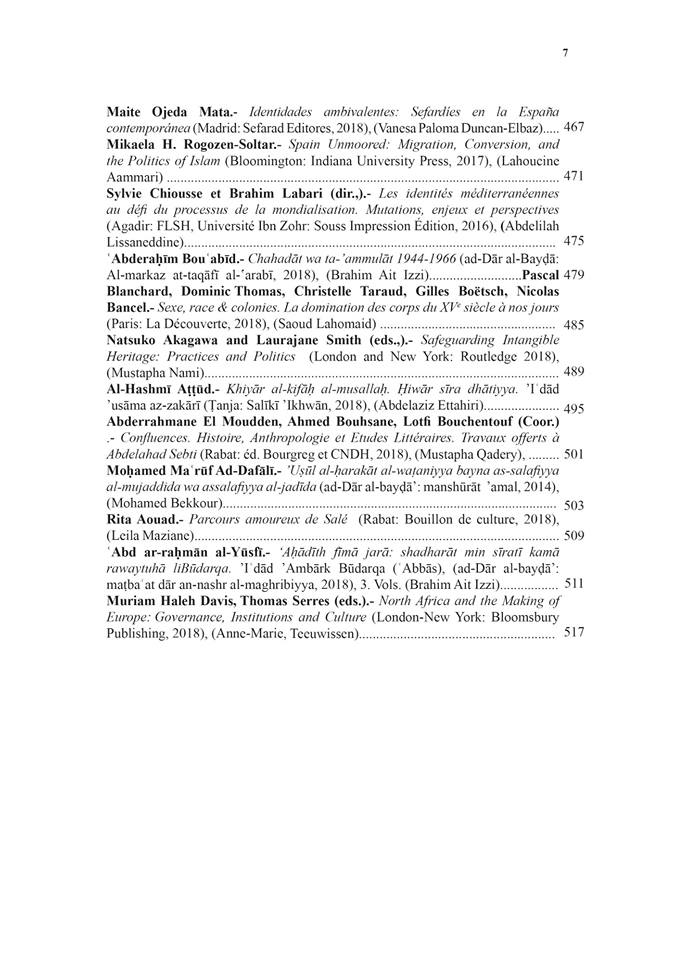 7
Maite Ojeda Mata.- Identidades ambivalentes: Sefardíes en la España
contemporánea (Madrid: Sefarad Editores, 2018), (Vanesa Paloma Duncan-Elbaz)..... 467
Mikaela H. Rogozen-Soltar.- Spain Unmoored: Migration, Conversion, and
the Politics of Islam (Bloomington: Indiana University Press, 2017), (Lahoucine
Aammari) ................................................................................................................ 471
Sylvie Chiousse et Brahim Labari (dir.,).- Les identités méditerranéennes
au défi du processus de la mondialisation. Mutations, enjeux et perspectives
(Agadir: FLSH, Université Ibn Zohr: Souss Impression Édition, 2016), (Abdelilah
Lissaneddine)........................................................................................................... 475
ʿAbderaḥīm Bouʿabīd.- Chahadāt wa ta-’ammulāt 1944-1966 (ad-Dār al-Bayḍā:
Al-markaz at-taqāfī al-ʿarabī, 2018), (Brahim Ait Izzi)...........................Pascal 479
Blanchard, Dominic Thomas, Christelle Taraud, Gilles Boëtsch, Nicolas
Bancel.- Sexe, race & colonies. La domination des corps du XVe siècle à nos jours
(Paris: La Découverte, 2018), (Saoud Lahomaid) ................................................... 485
Natsuko Akagawa and Laurajane Smith (eds.,).- Safeguarding Intangible
Heritage: Practices and Politics (London and New York: Routledge 2018),
(Mustapha Nami)...................................................................................................... 489
Al-Hashmī Aṭṭūd.- Khiyār al-kifāḥ al-musallaḥ. Ḥiwār sīra dhātiyya. ’Iʿdād
’usāma az-zakārī (Ṭanja: Salīkī ’Ikhwān, 2018), (Abdelaziz Ettahiri)...................... 495
Abderrahmane El Moudden, Ahmed Bouhsane, Lotfi Bouchentouf (Coor.)
.- Confluences. Histoire, Anthropologie et Etudes Littéraires. Travaux offerts à
Abdelahad Sebti (Rabat: éd. Bourgreg et CNDH, 2018), (Mustapha Qadery), ......... 501
Moḥamed Maʿrūf Ad-Dafālī.- ’Uṣūl al-ḥarakāt al-waṭaniyya bayna as-salafiyya
al-mujaddida wa assalafiyya al-jadīda (ad-Dār al-bayḍā’: manshūrāt ’amal, 2014),
(Mohamed Bekkour)................................................................................................ 503
Rita Aouad.- Parcours amoureux de Salé (Rabat: Bouillon de culture, 2018),
(Leila Maziane)......................................................................................................... 509
ʿAbd ar-raḥmān al-Yūsfī.- ‘Aḥādīth fīmā jarā: shadharāt min sīratī kamā
rawaytuhā liBūdarqa. ’Iʿdād ’Ambārk Būdarqa (ʿAbbās), (ad-Dār al-bayḍā’:
maṭbaʿat dār an-nashr al-maghribiyya, 2018), 3. Vols. (Brahim Ait Izzi)................. 511
Muriam Haleh Davis, Thomas Serres (eds.).- North Africa and the Making of
Europe: Governance, Institutions and Culture (London-New York: Bloomsbury
Publishing, 2018), (Anne-Marie, Teeuwissen)......................................................... 517